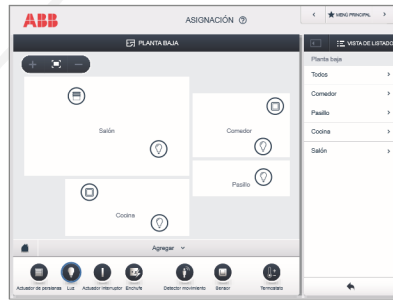 ABB
ASIGNACIÓN ?
MENÚ PRINCIPAL
PLANTA BAJA
VISTA DE LISTADO
Planta baja
Todos
Comedor
Pasillo
Cocina
Salón
Salón
Comedor
Pasillo
Cocina
Agregar
Actuador de persianas Luz Actuador interruptor Enchufe Detector movimiento Sensor Termostato